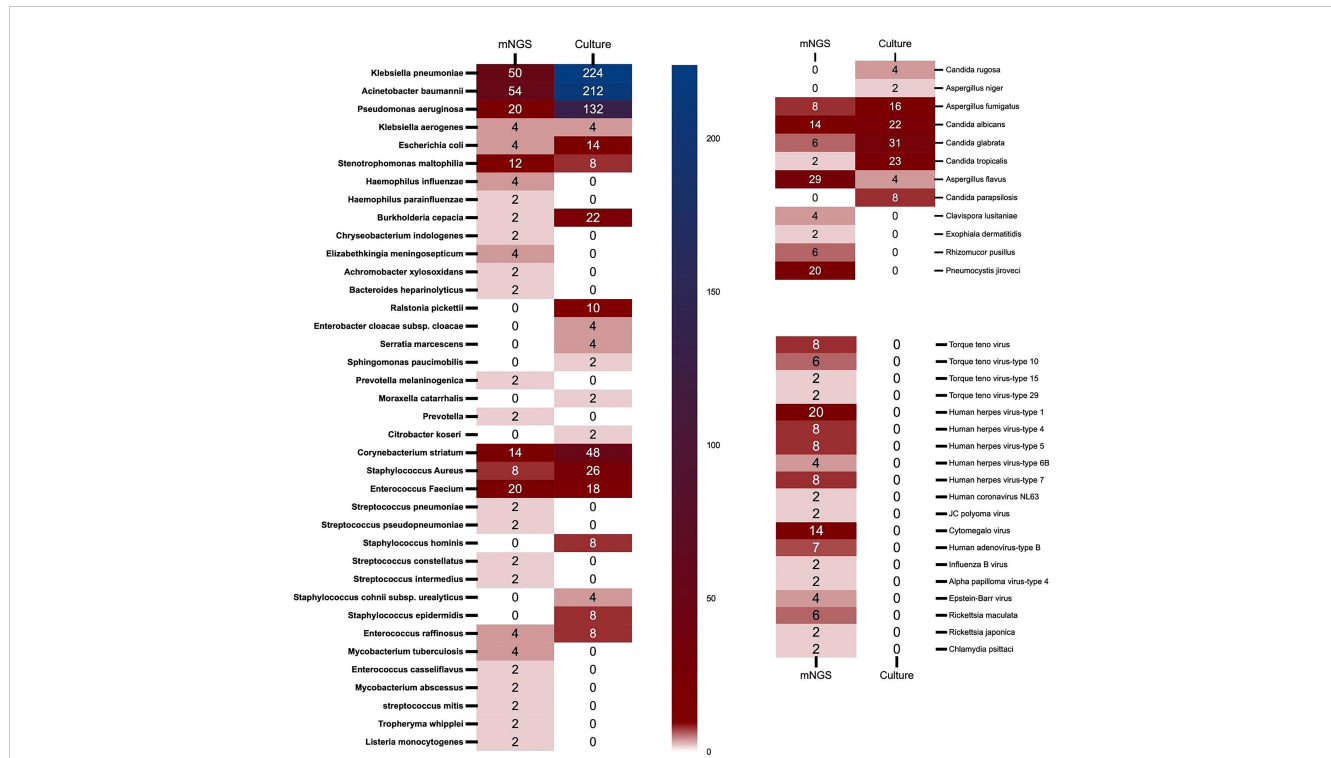 mNGS Culture
Klebsiella pneumoniae 50 224
Acinetobacter baumannii 54 212
Pseudomonas aeruginosa 20 132
Klebsiella aerogenes 4 4
Escherichia coli 4 14
Stenotrophomonas maltophilia 12 8
Haemophilus influenzae 4 0
Haemophilus parainfluenzae 2 0
Burkholderia cepacia 2 22
Chryseobacterium indologenes 2 0
Elizabethkingia meningosepticum 4 0
Achromobacter xylosoxidans 2 0
Bacteroides heparinolyticus 2 0
Ralstonia pickettii 0 10
Enterobacter cloacae subsp. cloacae 0 4
Serratia marcescens 0 4
Sphingomonas paucimobilis 0 2
Prevotella melaninogenica 2 0
Moraxella catarrhalis 0 2
Prevotella 2 0
Citrobacter koseri 0 2
Corynebacterium striatum 14 48
Staphylococcus Aureus 8 26
Enterococcus Faecium 20 18
Streptococcus pneumoniae 2 0
Streptococcus pseudopneumoniae 2 0
Staphylococcus hominis 0 8
Streptococcus constellatus 2 0
Streptococcus intermedius 2 0
Staphylococcus cohnii subsp. urealyticus 0 4
Staphylococcus epidermidis 0 8
Enterococcus raffinosus 4 8
Mycobacterium tuberculosis 4 0
Enterococcus casseliflavus 2 0
Mycobacterium abscessus 2 0
streptococcus mitis 2 0
Tropheryma whipplei 2 0
Listeria monocytogenes 2 0
200
150
100
50
0
mNGS Culture
0 4 Candida rugosa
0 2 Aspergillus niger
8 16 Aspergillus fumigatus
14 22 Candida albicans
6 31 Candida glabrata
2 23 Candida tropicalis
29 4 Aspergillus flavus
0 8 Candida parapsilosis
4 0 Clavispora lusitaniae
2 0 Exophiala dermatitidis
6 0 Rhizomucor pusillus
20 0 Pneumocystis jiroveci
8 0 Torque teno virus
6 0 Torque teno virus-type 10
2 0 Torque teno virus-type 15
2 0 Torque teno virus-type 29
20 0 Human herpes virus-type 1
8 0 Human herpes virus-type 4
8 0 Human herpes virus-type 5
4 0 Human herpes virus-type 6B
8 0 Human herpes virus-type 7
2 0 Human coronavirus NL63
2 0 JC polyoma virus
14 0 Cytomegalo virus
7 0 Human adenovirus-type B
2 0 Influenza B virus
2 0 Alpha papilloma virus-type 4
4 0 Epstein-Barr virus
6 0 Rickettsia maculata
2 0 Rickettsia japonica
2 0 Chlamydia psittaci
mNGS Culture